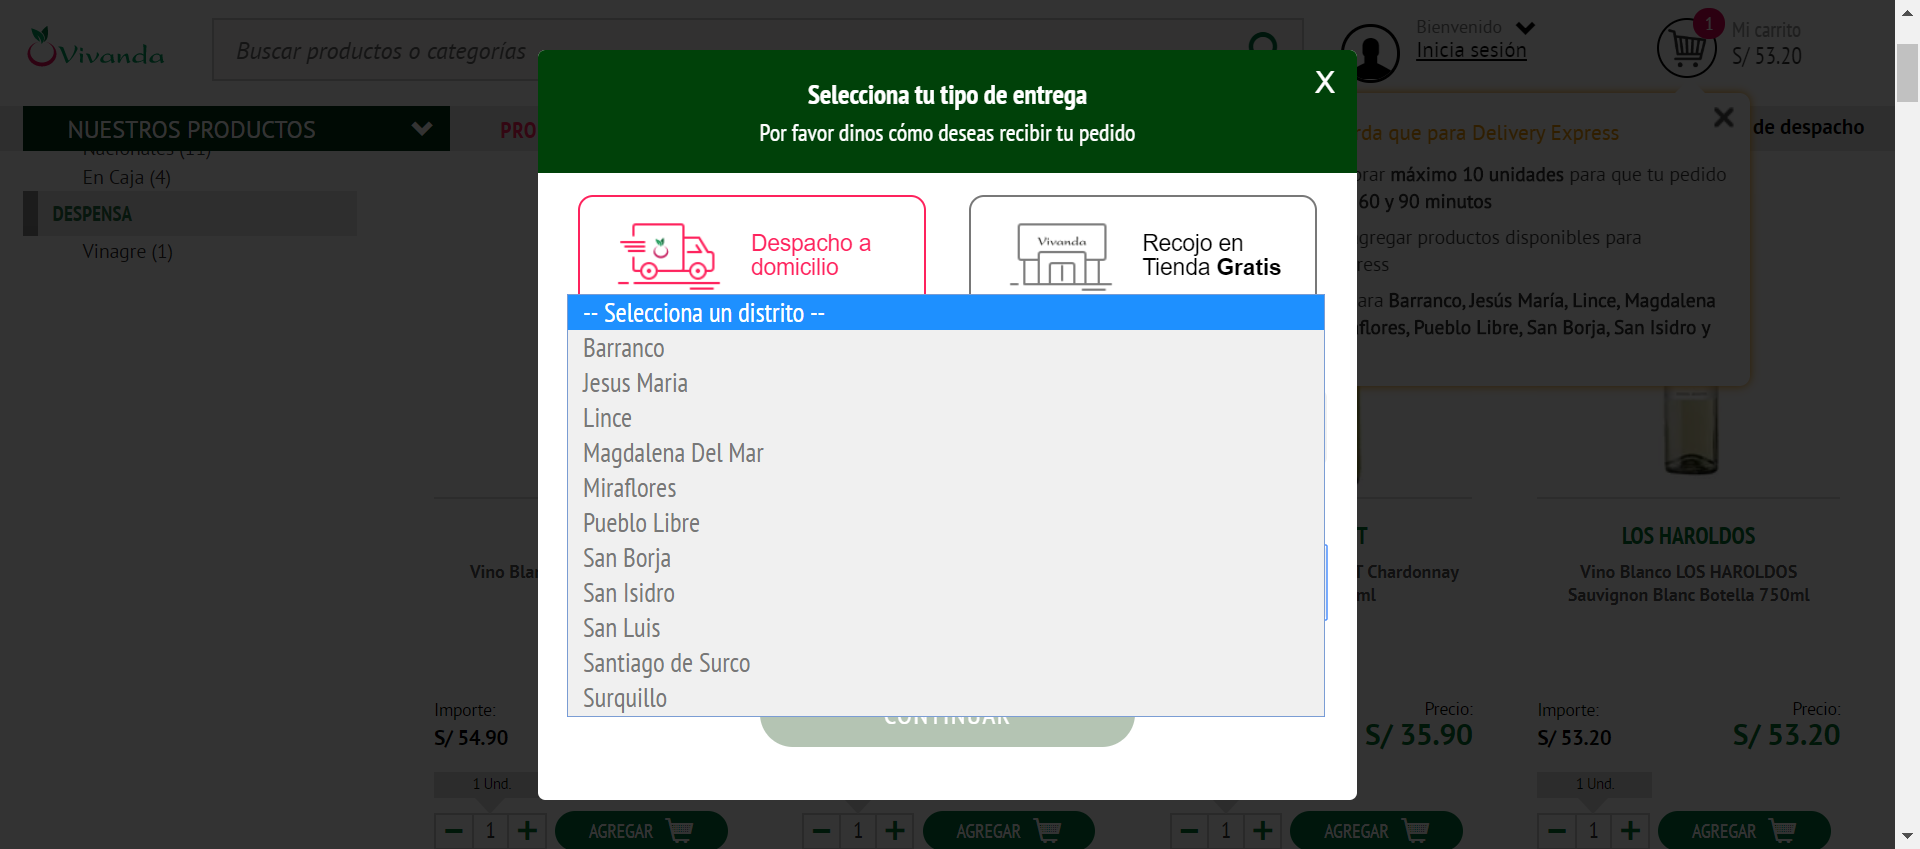 Vivanda
Buscar productos o categorías
Bienvenido
Inicia sesión
1
Mi carrito
S/ 53.20
NUESTROS PRODUCTOS
PRO
de despacho
Nacionales (11)
En Caja (4)
DESPENSA
Vinagre (1)
Selecciona tu tipo de entrega
Por favor dinos cómo deseas recibir tu pedido
X
Despacho a
domicilio
Vivanda
Recojo en
Tienda Gratis
-- Selecciona un distrito --
Barranco
Jesus Maria
Lince
Magdalena Del Mar
Miraflores
Pueblo Libre
San Borja
San Isidro
San Luis
Santiago de Surco
Surquillo
CONTINUAR
rda que para Delivery Express
rar máximo 10 unidades para que tu pedido
60 y 90 minutos
agregar productos disponibles para
ress
ara Barranco, Jesús María, Lince, Magdalena
flores, Pueblo Libre, San Borja, San Isidro y
Vino Blan
T
T Chardonnay
ml
LOS HAROLDOS
Vino Blanco LOS HAROLDOS
Sauvignon Blanc Botella 750ml
Importe:
S/ 54.90
Precio:
S/ 35.90
Importe:
S/ 53.20
Precio:
S/ 53.20
1 Und.
1 Und.
1 AGREGAR
1 AGREGAR
1 AGREGAR
1 AGREGAR